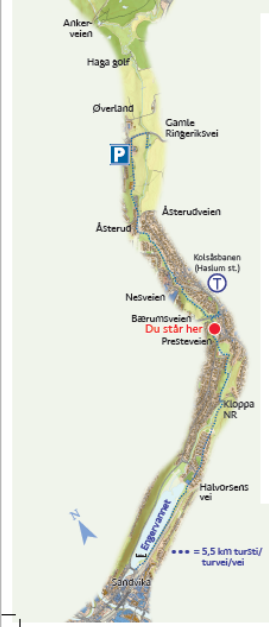 Anker-
veien
Haga golf
Øverland
Gamle
Ringeriksvei
P
Åsterudveien
Åsterud
Kolsåsbanen
(Haslum st.)
T
Nesveien
Bærumsveien
Du står her
Presteveien
Kloppa
NR
Halvorsens
vei
Engervannet
N
= 5,5 km tursti/
turvei/vei
Sandvika